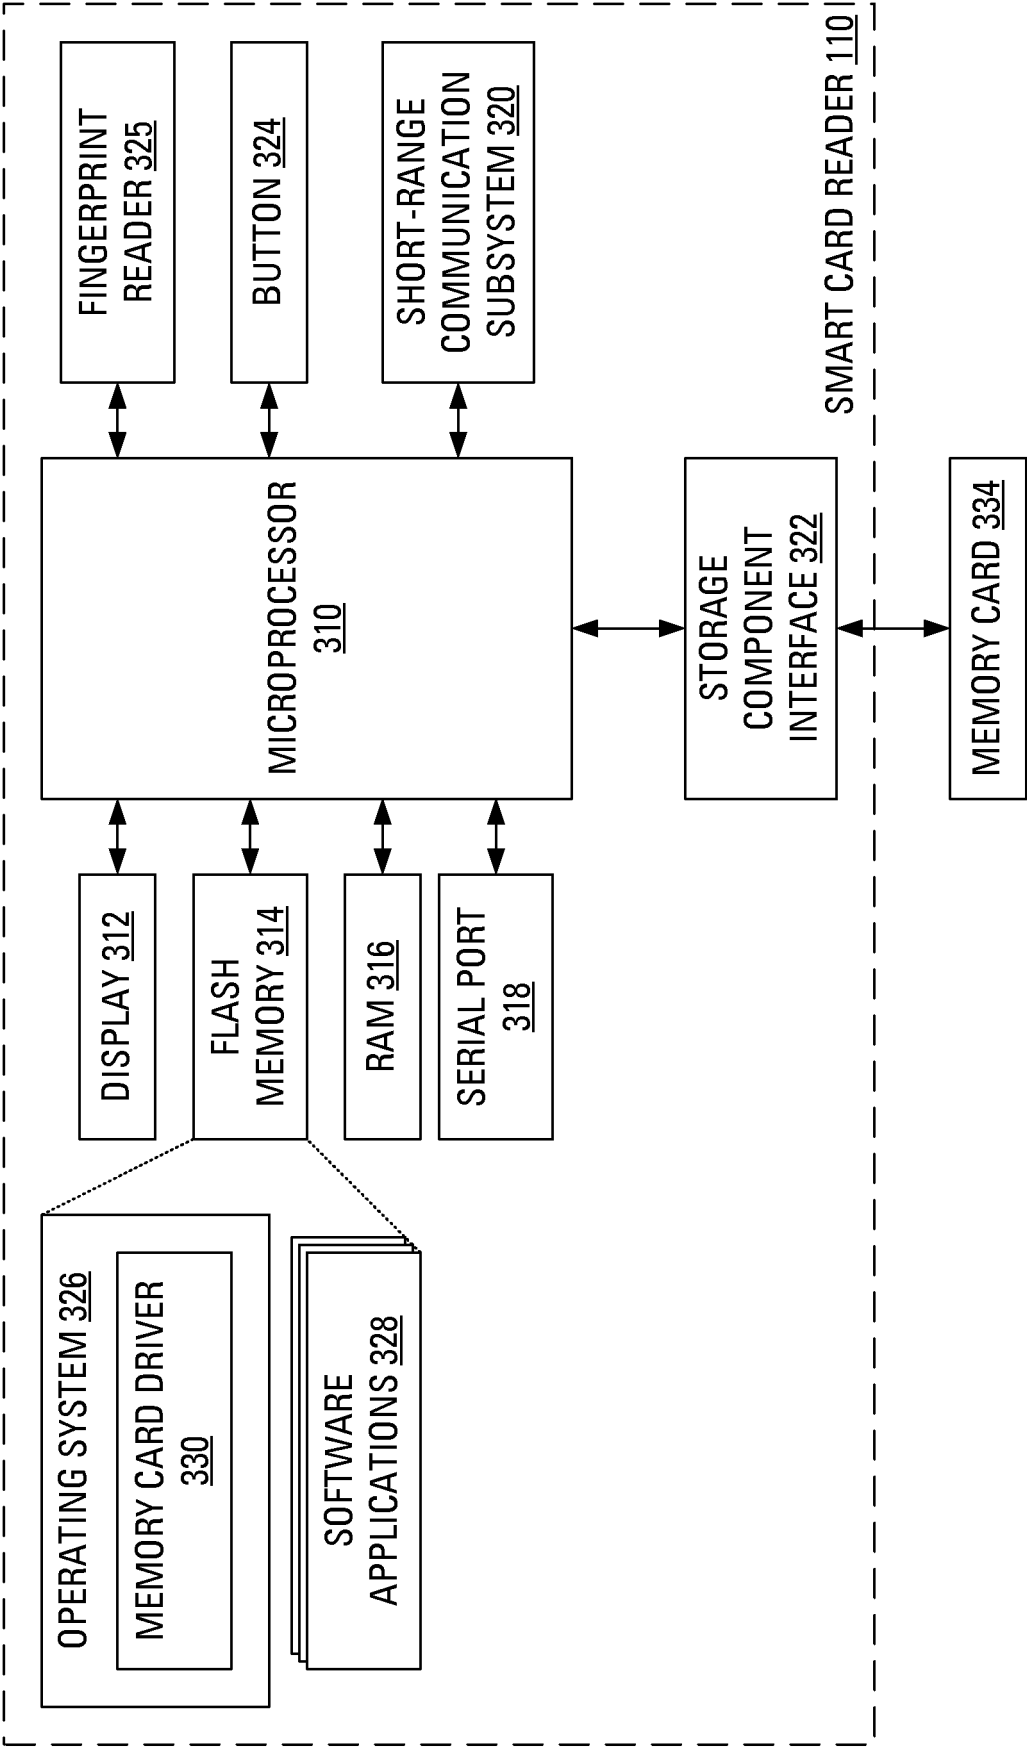 OPERATING SYSTEM 326
MEMORY CARD DRIVER
330
SOFTWARE
APPLICATIONS 328
DISPLAY 312
FLASH
MEMORY 314
RAM 316
SERIAL PORT
318
MICROPROCESSOR
310
FINGERPRINT
READER 325
BUTTON 324
SHORT-RANGE
COMMUNICATION
SUBSYSTEM 320
STORAGE
COMPONENT
INTERFACE 322
SMART CARD READER 110
MEMORY CARD 334